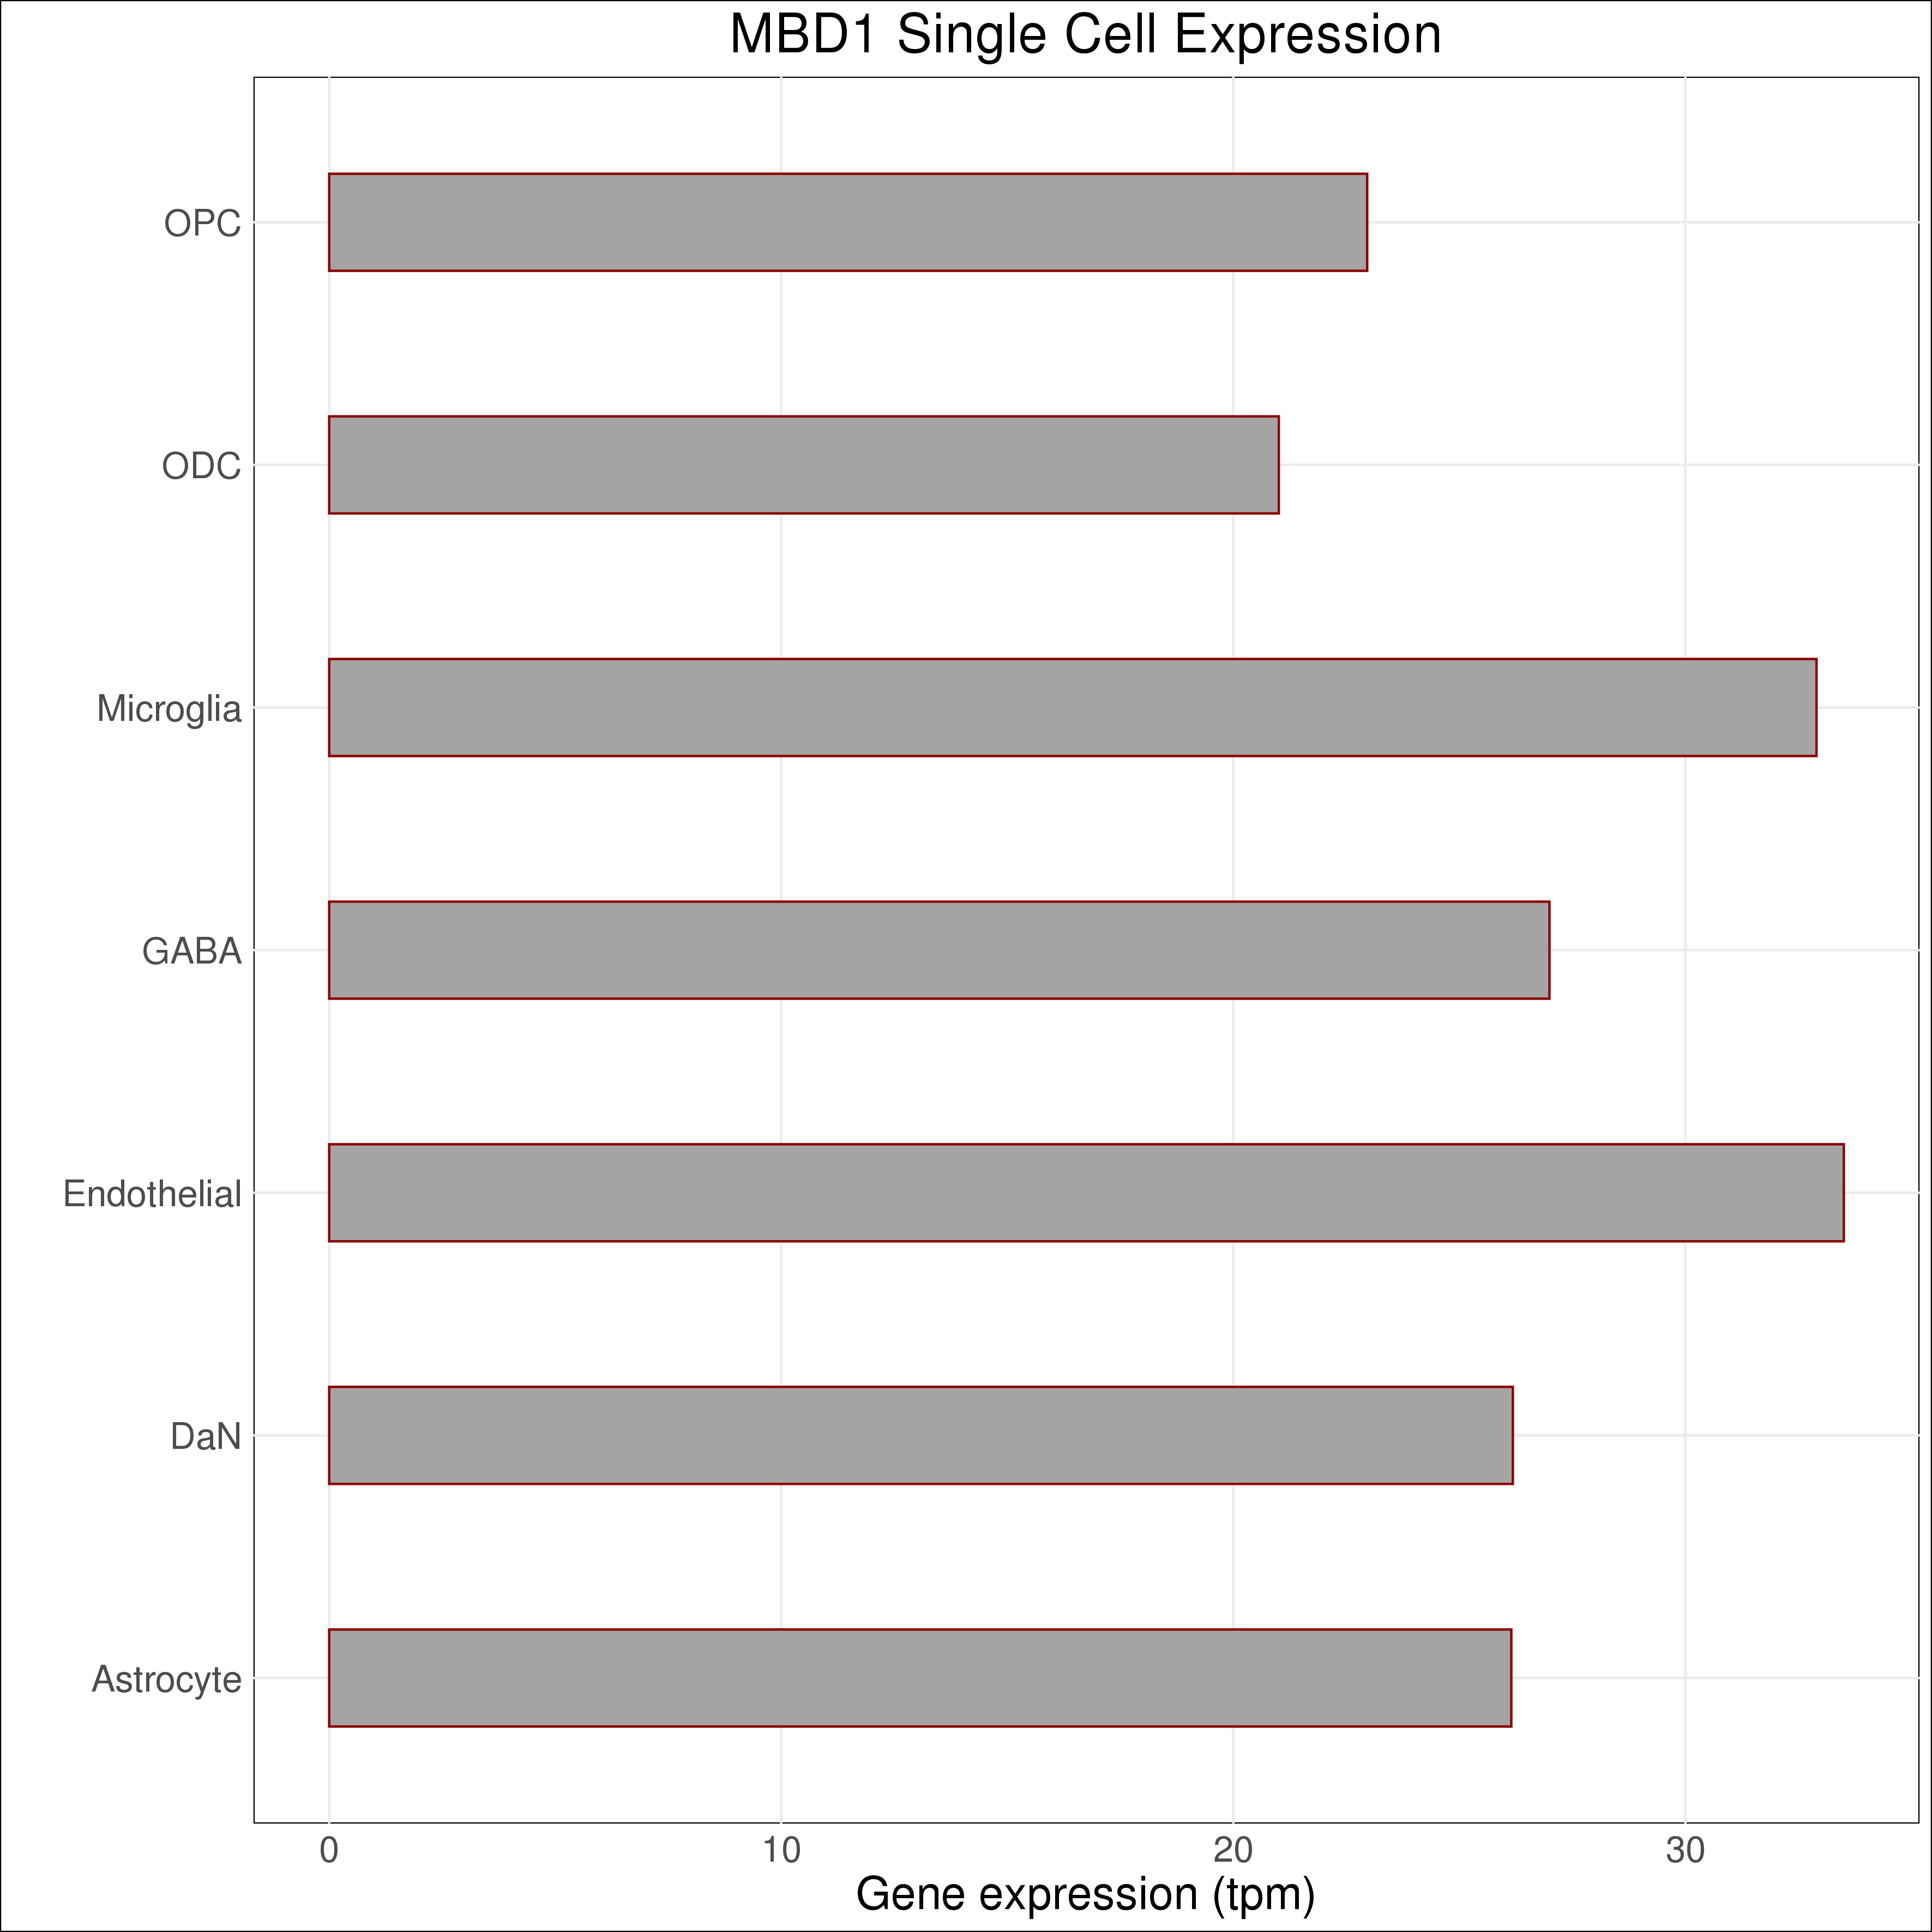 MBD1 Single Cell Expression
OPC
ODC
Microglia
GABA
Endothelial
DaN
Astrocyte
0 10 20 30
Gene expression (tpm)